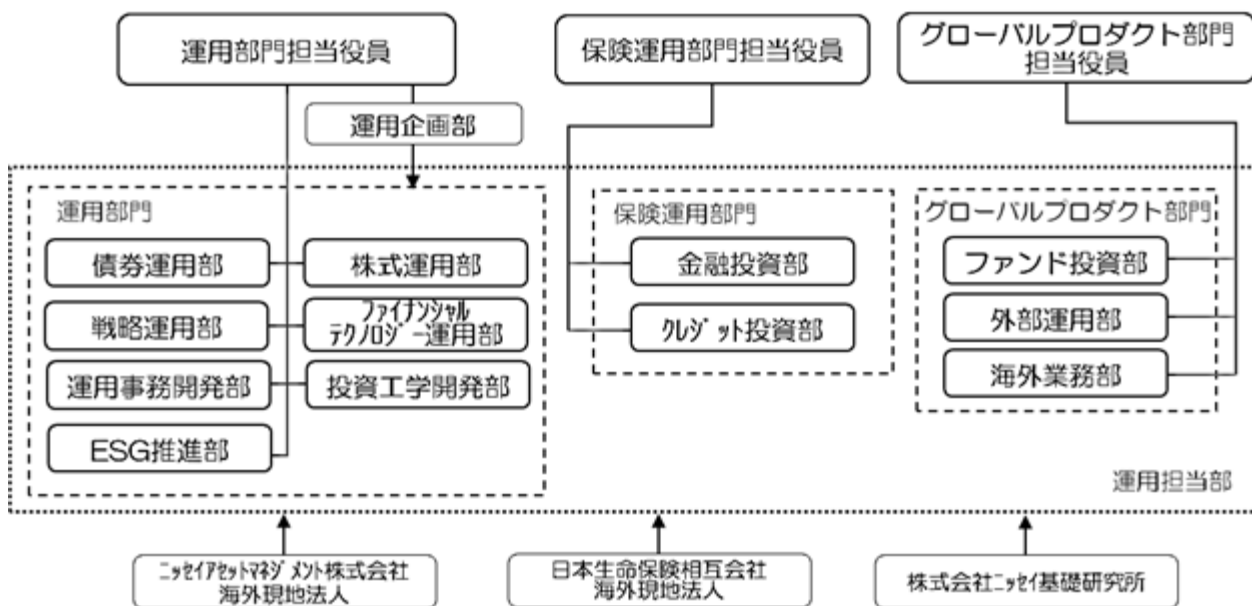 運用部門担当役員
保険運用部門担当役員
グローバルプロダクト部門
担当役員
運用企画部
運用部門
債券運用部
株式運用部
戦略運用部
ファイナンシャル
テクノロジー運用部
運用事務開発部
投資工学開発部
ESG推進部
保険運用部門
金融投資部
クレジット投資部
グローバルプロダクト部門
ファンド投資部
外部運用部
海外業務部
運用担当部
ニッセイアセットマネジメント株式会社
海外現地法人
日本生命保険相互会社
海外現地法人
株式会社ニッセイ基礎研究所